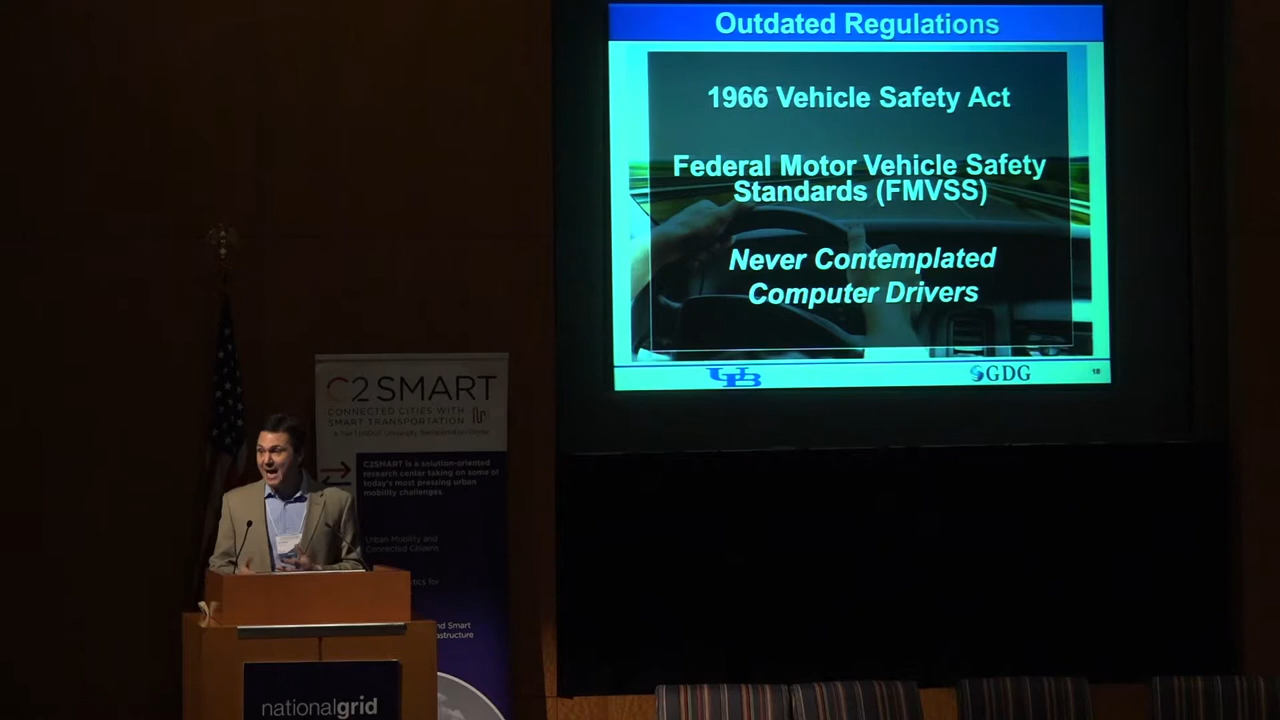 Outdated Regulations
1966 Vehicle Safety Act
Federal Motor Vehicle Safety
Standards (FMVSS)
Never Contemplated
Computer Drivers
UB
GDG
18
C2SMART
CONNECTED CITIES WITH
SMART TRANSPORTATION
C2SMART is a solution-oriented
research center taking on some of
today's most pressing urban
mobility challenges.
Urban Mobility and
Connected Citizens
Smart
nationalgrid